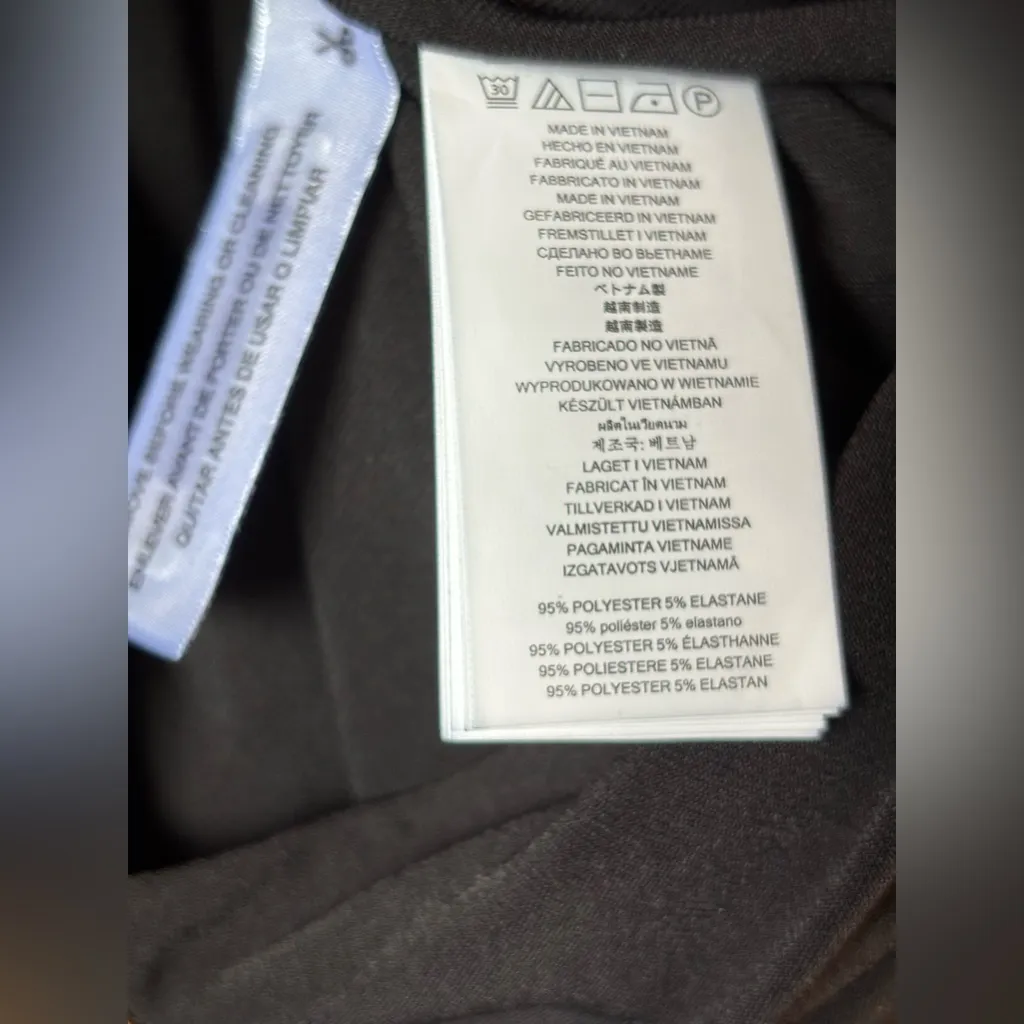 OVE BEFORE WEARING OR CLEANING
ENLEVER AVANT DE PORTER OU DE NETTOYER
QUITAR ANTES DE USAR O LIMPIAR
30
P
MADE IN VIETNAM
HECHO EN VIETNAM
FABRIQUÉ AU VIETNAM
FABBRICATO IN VIETNAM
MADE IN VIETNAM
GEFABRICEERD IN VIETNAM
FREMSTILLET I VIETNAM
СДЕЛАНО ВО ВЬЕТНАМЕ
FEITO NO VIETNAME
ベトナム製
越南制造
越南製造
FABRICADO NO VIETNÃ
VYROBENO VE VIETNAMU
WYPRODUKOWANO W WIETNAMIE
KÉSZÜLT VIETNÁMBAN
ผลิตในเวียดนาม
제조국: 베트남
LAGET I VIETNAM
FABRICAT ÎN VIETNAM
TILLVERKAD I VIETNAM
VALMISTETTU VIETNAMISSA
PAGAMINTA VIETNAME
IZGATAVOTS VJETNAMĀ
95% POLYESTER 5% ELASTANE
95% poliéster 5% elastano
95% POLYESTER 5% ÉLASTHANNE
95% POLIESTERE 5% ELASTANE
95% POLYESTER 5% ELASTAN